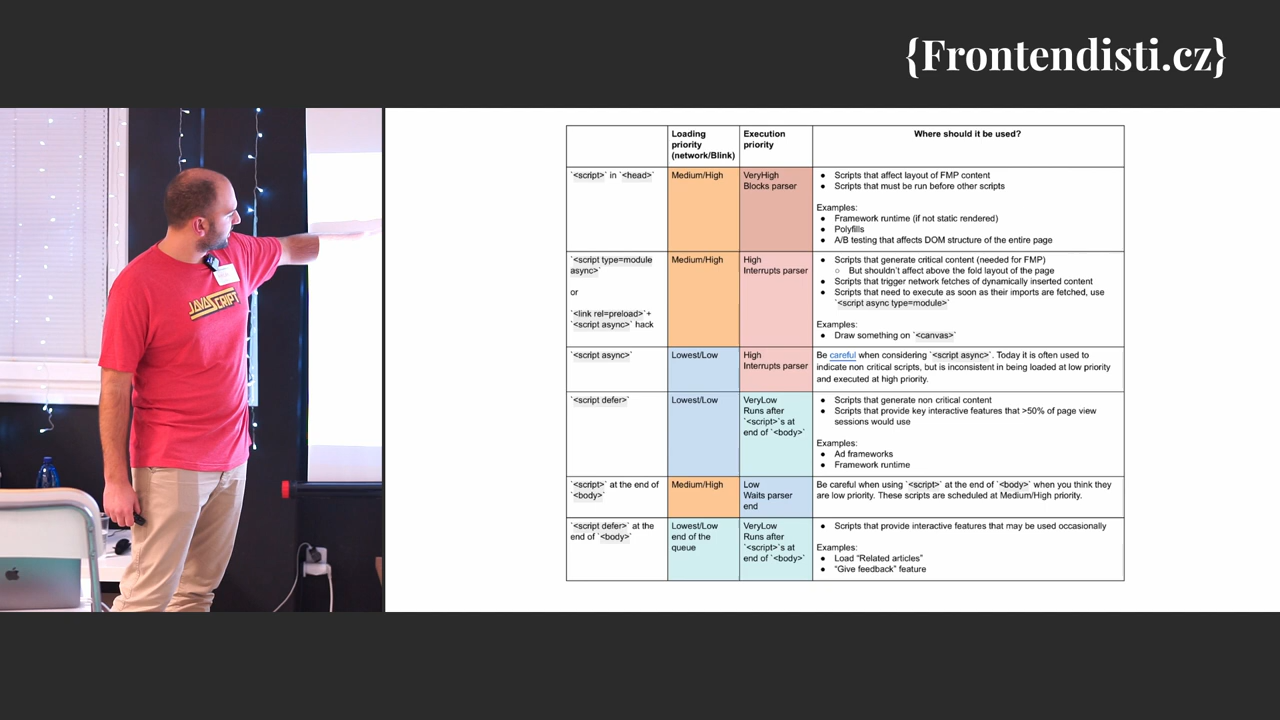 {Frontendisti.cz}
JAVASCRIPT
Loading priority (network/Blink)
Execution priority
Where should it be used?
`<script>` in `<head>`
Medium/High
VeryHigh
Blocks parser
● Scripts that affect layout of FMP content
● Scripts that must be run before other scripts
Examples:
● Framework runtime (if not static rendered)
● Polyfills
● A/B testing that affects DOM structure of the entire page
`<script type=module
async>`
or
`<link rel=preload>`+
`<script async>` hack
Medium/High
High
Interrupts parser
● Scripts that generate critical content (needed for FMP)
○ But shouldn't affect above the fold layout of the page
● Scripts that trigger network fetches of dynamically inserted content
● Scripts that need to execute as soon as their imports are fetched, use
`<script async type=module>`
Examples:
● Draw something on `<canvas>`
`<script async>`
Lowest/Low
High
Interrupts parser
Be careful when considering `<script async>`. Today it is often used to
indicate non critical scripts, but is inconsistent in being loaded at low priority
and executed at high priority.
`<script defer>`
Lowest/Low
VeryLow
Runs after
`<script>`s at
end of `<body>`
● Scripts that generate non critical content
● Scripts that provide key interactive features that >50% of page view
sessions would use
Examples:
● Ad frameworks
● Framework runtime
`<script>` at the end of
`<body>`
Medium/High
Low
Waits parser
end
Be careful when using `<script>` at the end of `<body>` when you think they
are low priority. These scripts are scheduled at Medium/High priority.
`<script defer>` at the
end of `<body>`
Lowest/Low
end of the
queue
VeryLow
Runs after
`<script>`s at
end of `<body>`
● Scripts that provide interactive features that may be used occasionally
Examples:
● Load “Related articles”
● “Give feedback” feature